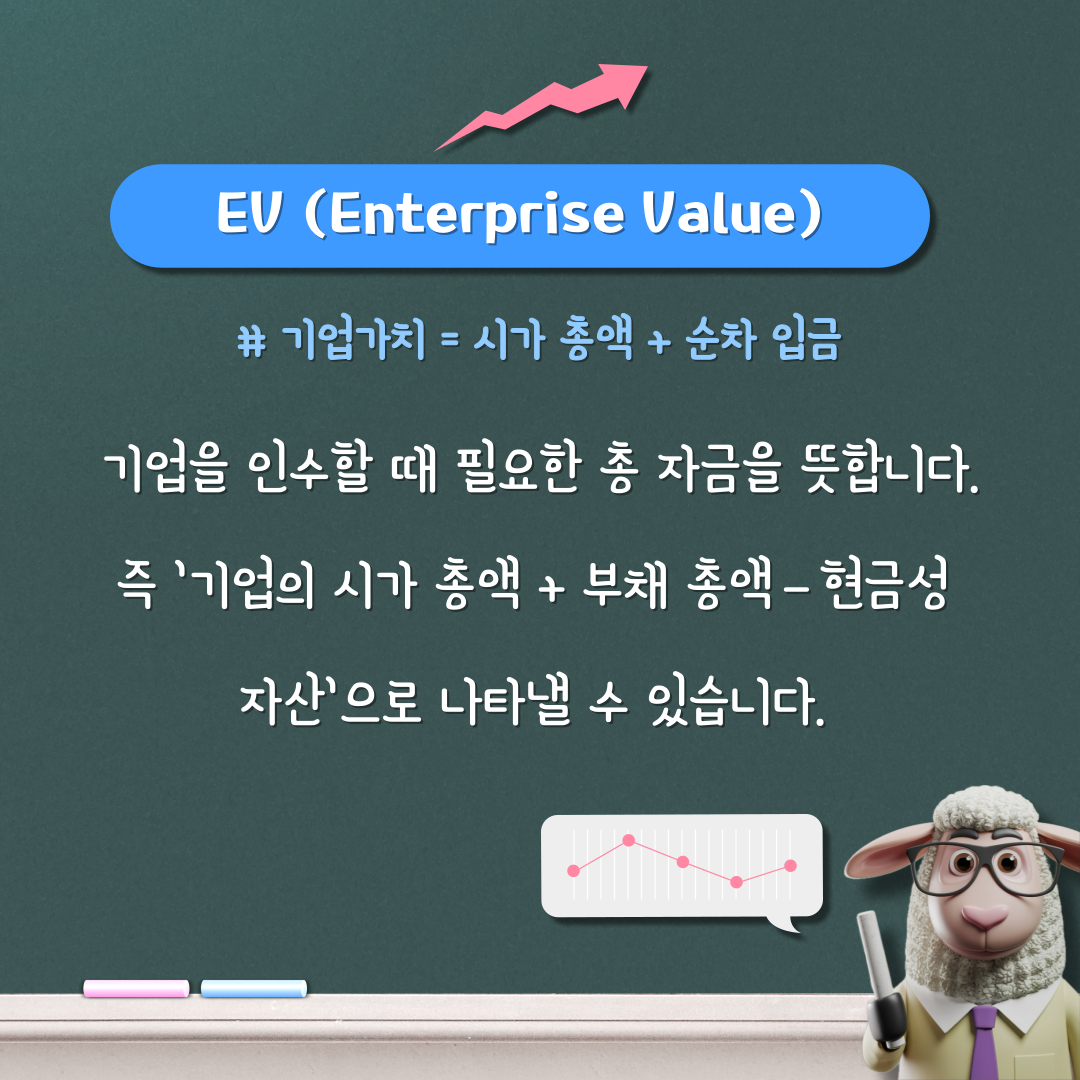 EV (Enterprise Value)
# 기업가치 = 시가 총액 + 순차 입금
기업을 인수할 때 필요한 총 자금을 뜻합니다.
즉 '기업의 시가 총액 + 부채 총액 – 현금성
자산'으로 나타낼 수 있습니다.